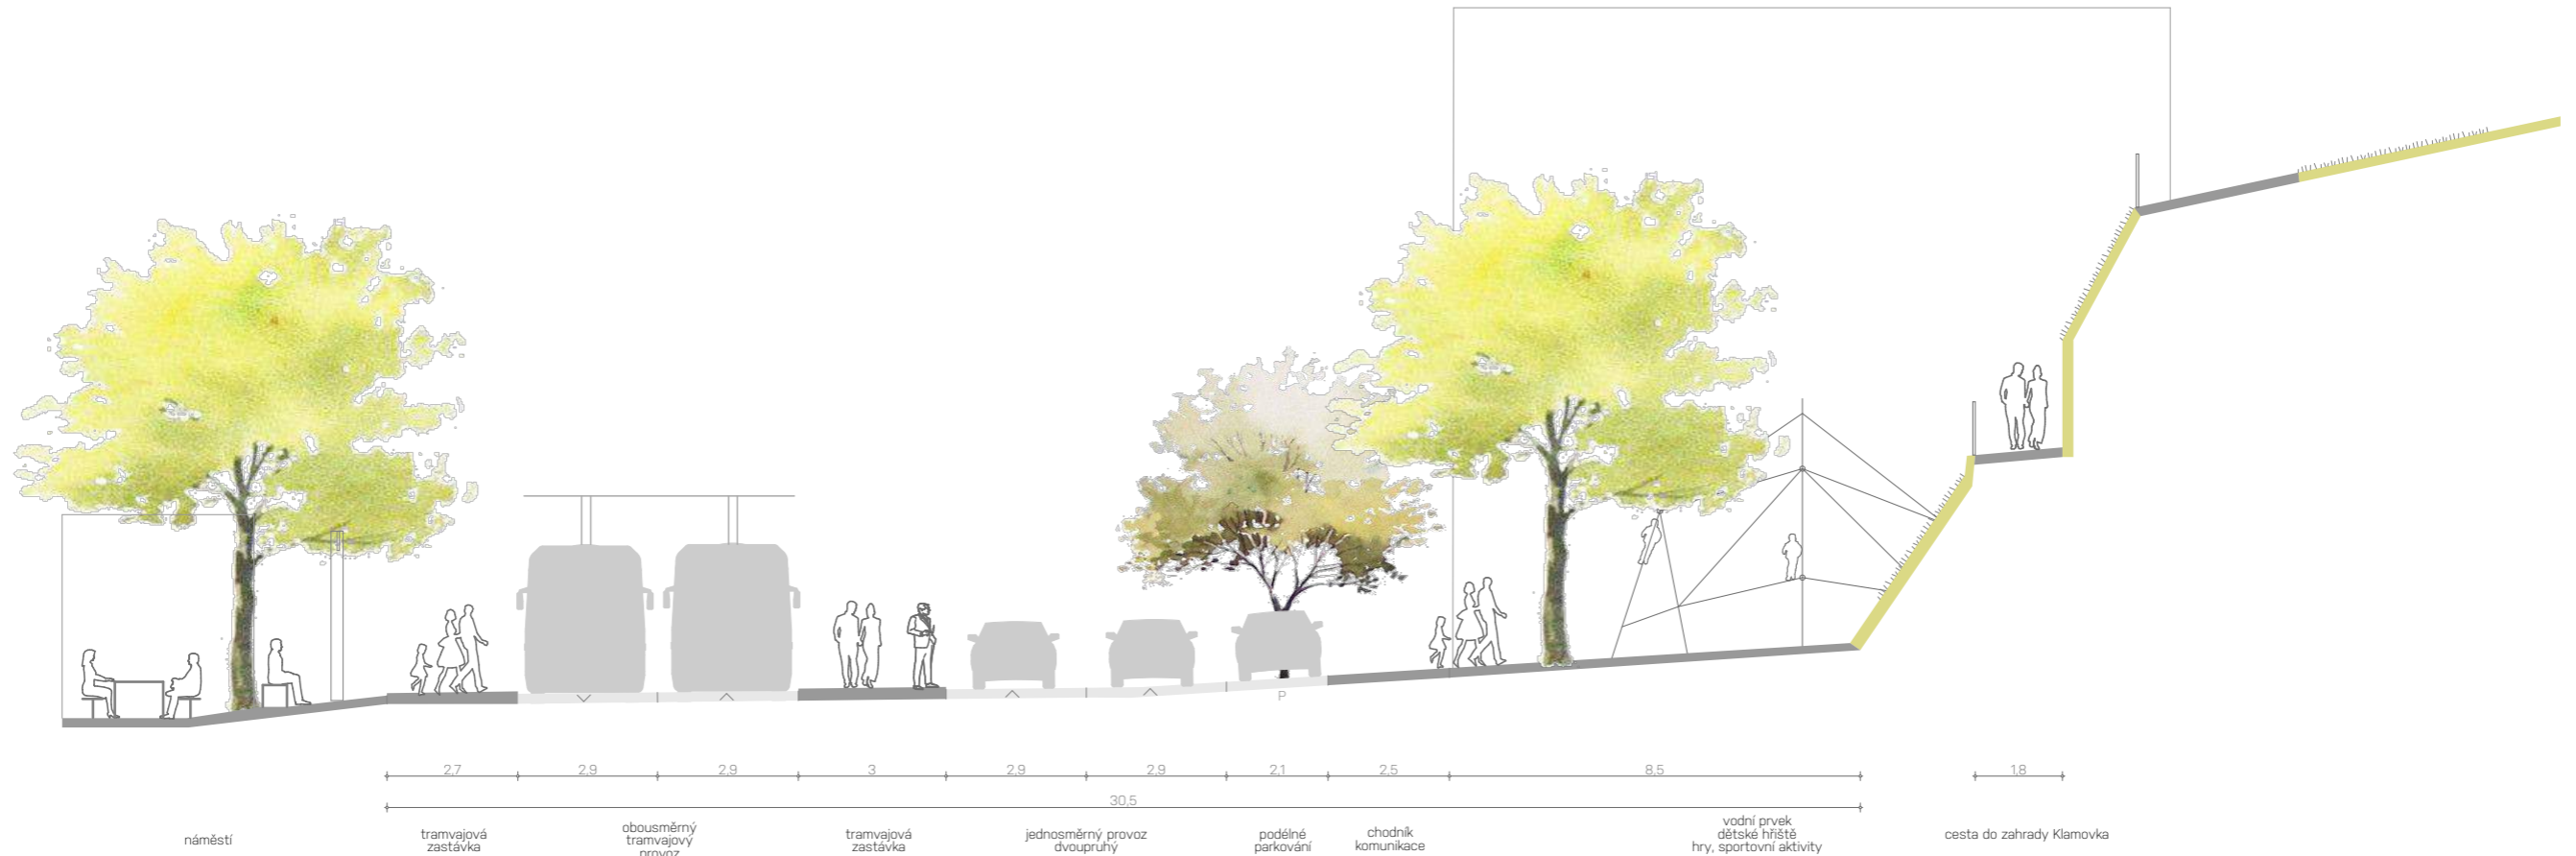 P
2,7
2,9
2,9
3
2,9
2,9
2,1
2,5
8,5
1,8
30,5
náměstí
tramvajová
zastávka
obousměrný
tramvajový
provoz
tramvajová
zastávka
jednosměrný provoz
dvoupruhý
podélné
parkování
chodník
komunikace
vodní prvek
dětské hřiště
hry, sportovní aktivity
cesta do zahrady Klamovka